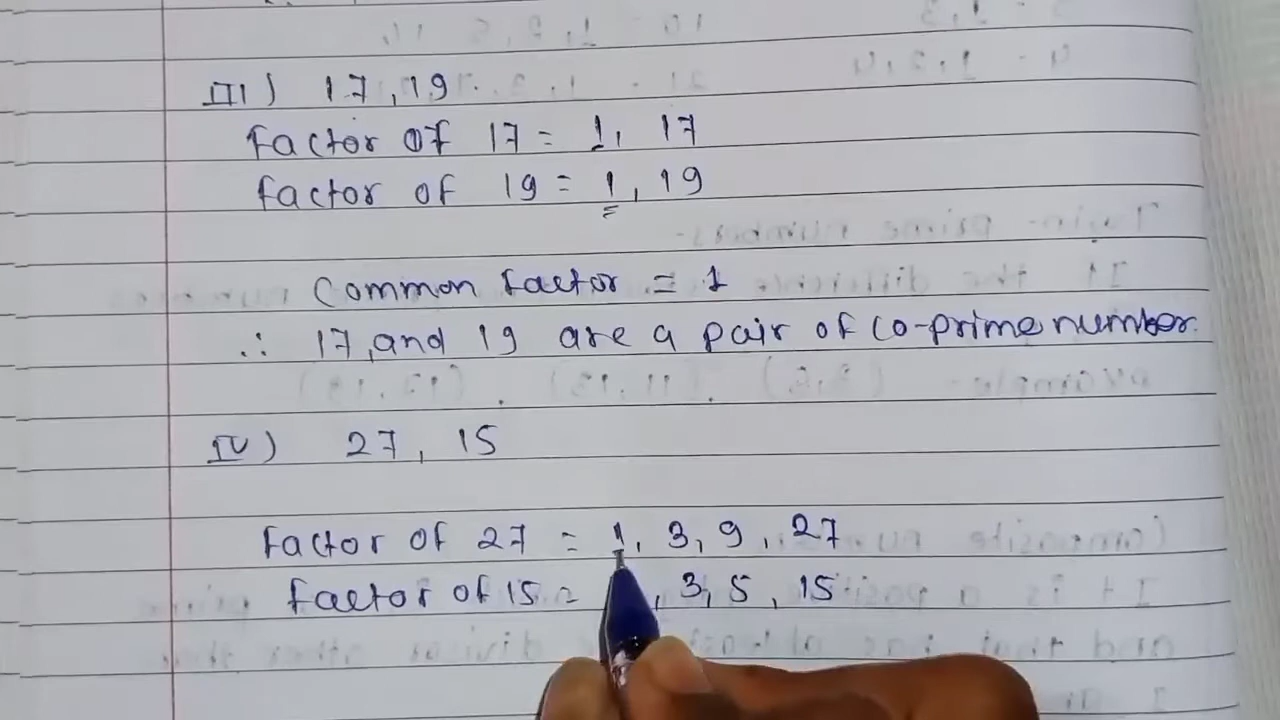 III) 17, 19.
factor of 17 = 1, 17
factor of 19 = 1, 19
Common factor = 1
∴ 17, and 19 are a pair of co-prime number.
IV) 27, 15
factor of 27 = 1, 3, 9, 27
factor of 15 = , 3, 5, 15